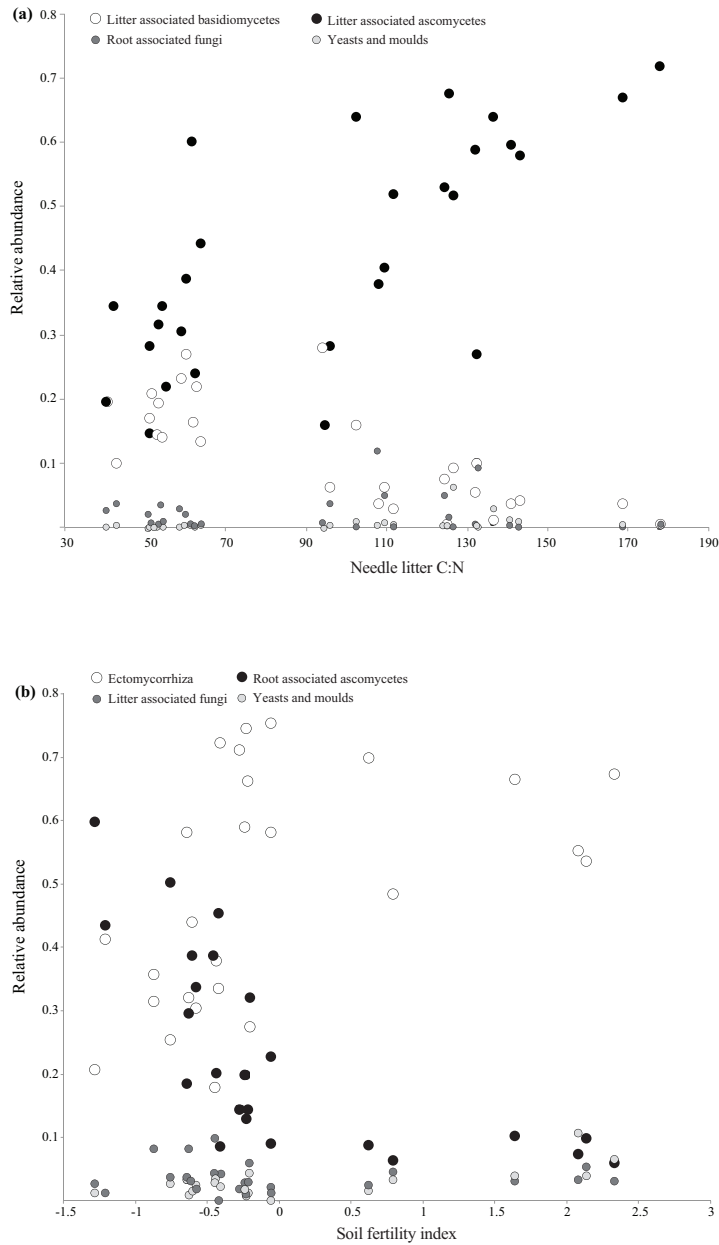 (a)
Litter associated basidiomycetes Litter associated ascomycetes
Root associated fungi Yeasts and moulds
0.8
0.7
0.6
0.5
0.4
0.3
0.2
0.1
Relative abundance
30 50 70 90 110 130 150 170 190
Needle litter C:N
(b)
Ectomycorrhiza Root associated ascomycetes
Litter associated fungi Yeasts and moulds
0.8
0.7
0.6
0.5
0.4
0.3
0.2
0.1
Relative abundance
-1.5 -1 -0.5 0 0.5 1 1.5 2 2.5 3
Soil fertility index